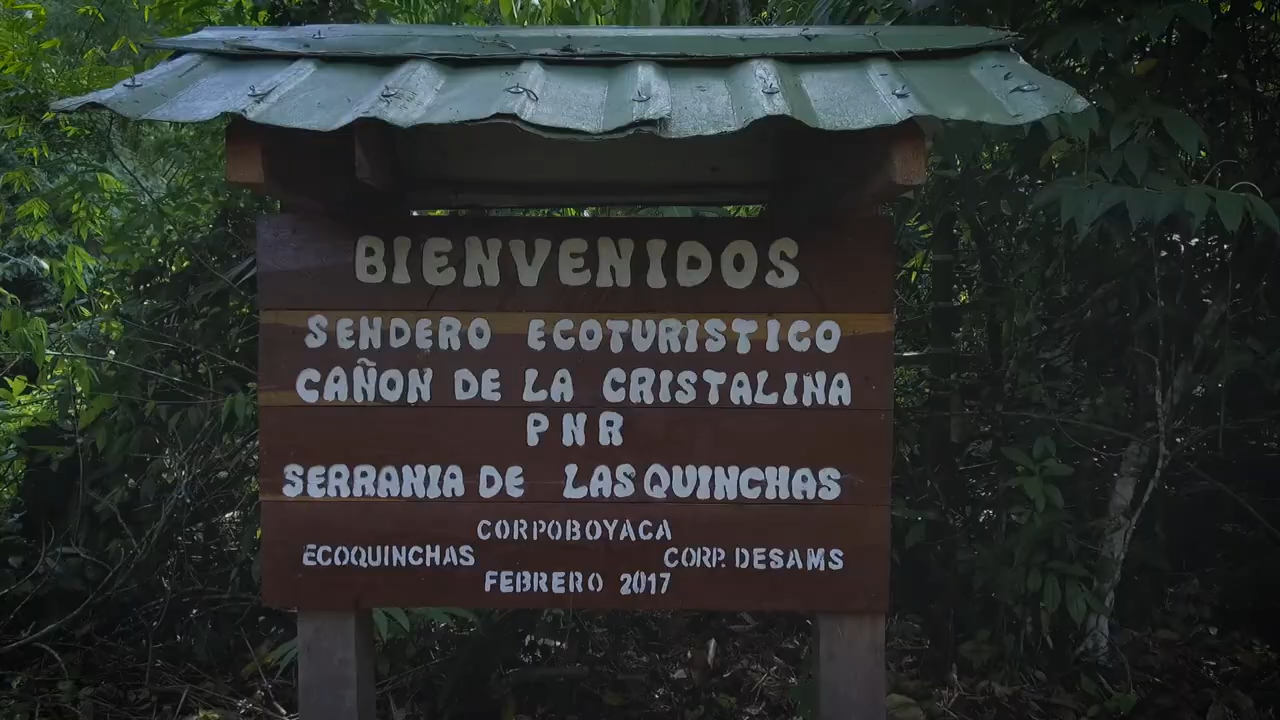 BIENVENIDOS
SENDERO ECOTURISTICO
CAÑON DE LA CRISTALINA
PNR
SERRANIA DE LAS QUINCHAS
CORPOBOYACA
ECOQUINCHAS CORP. DESAMS
FEBRERO 2017